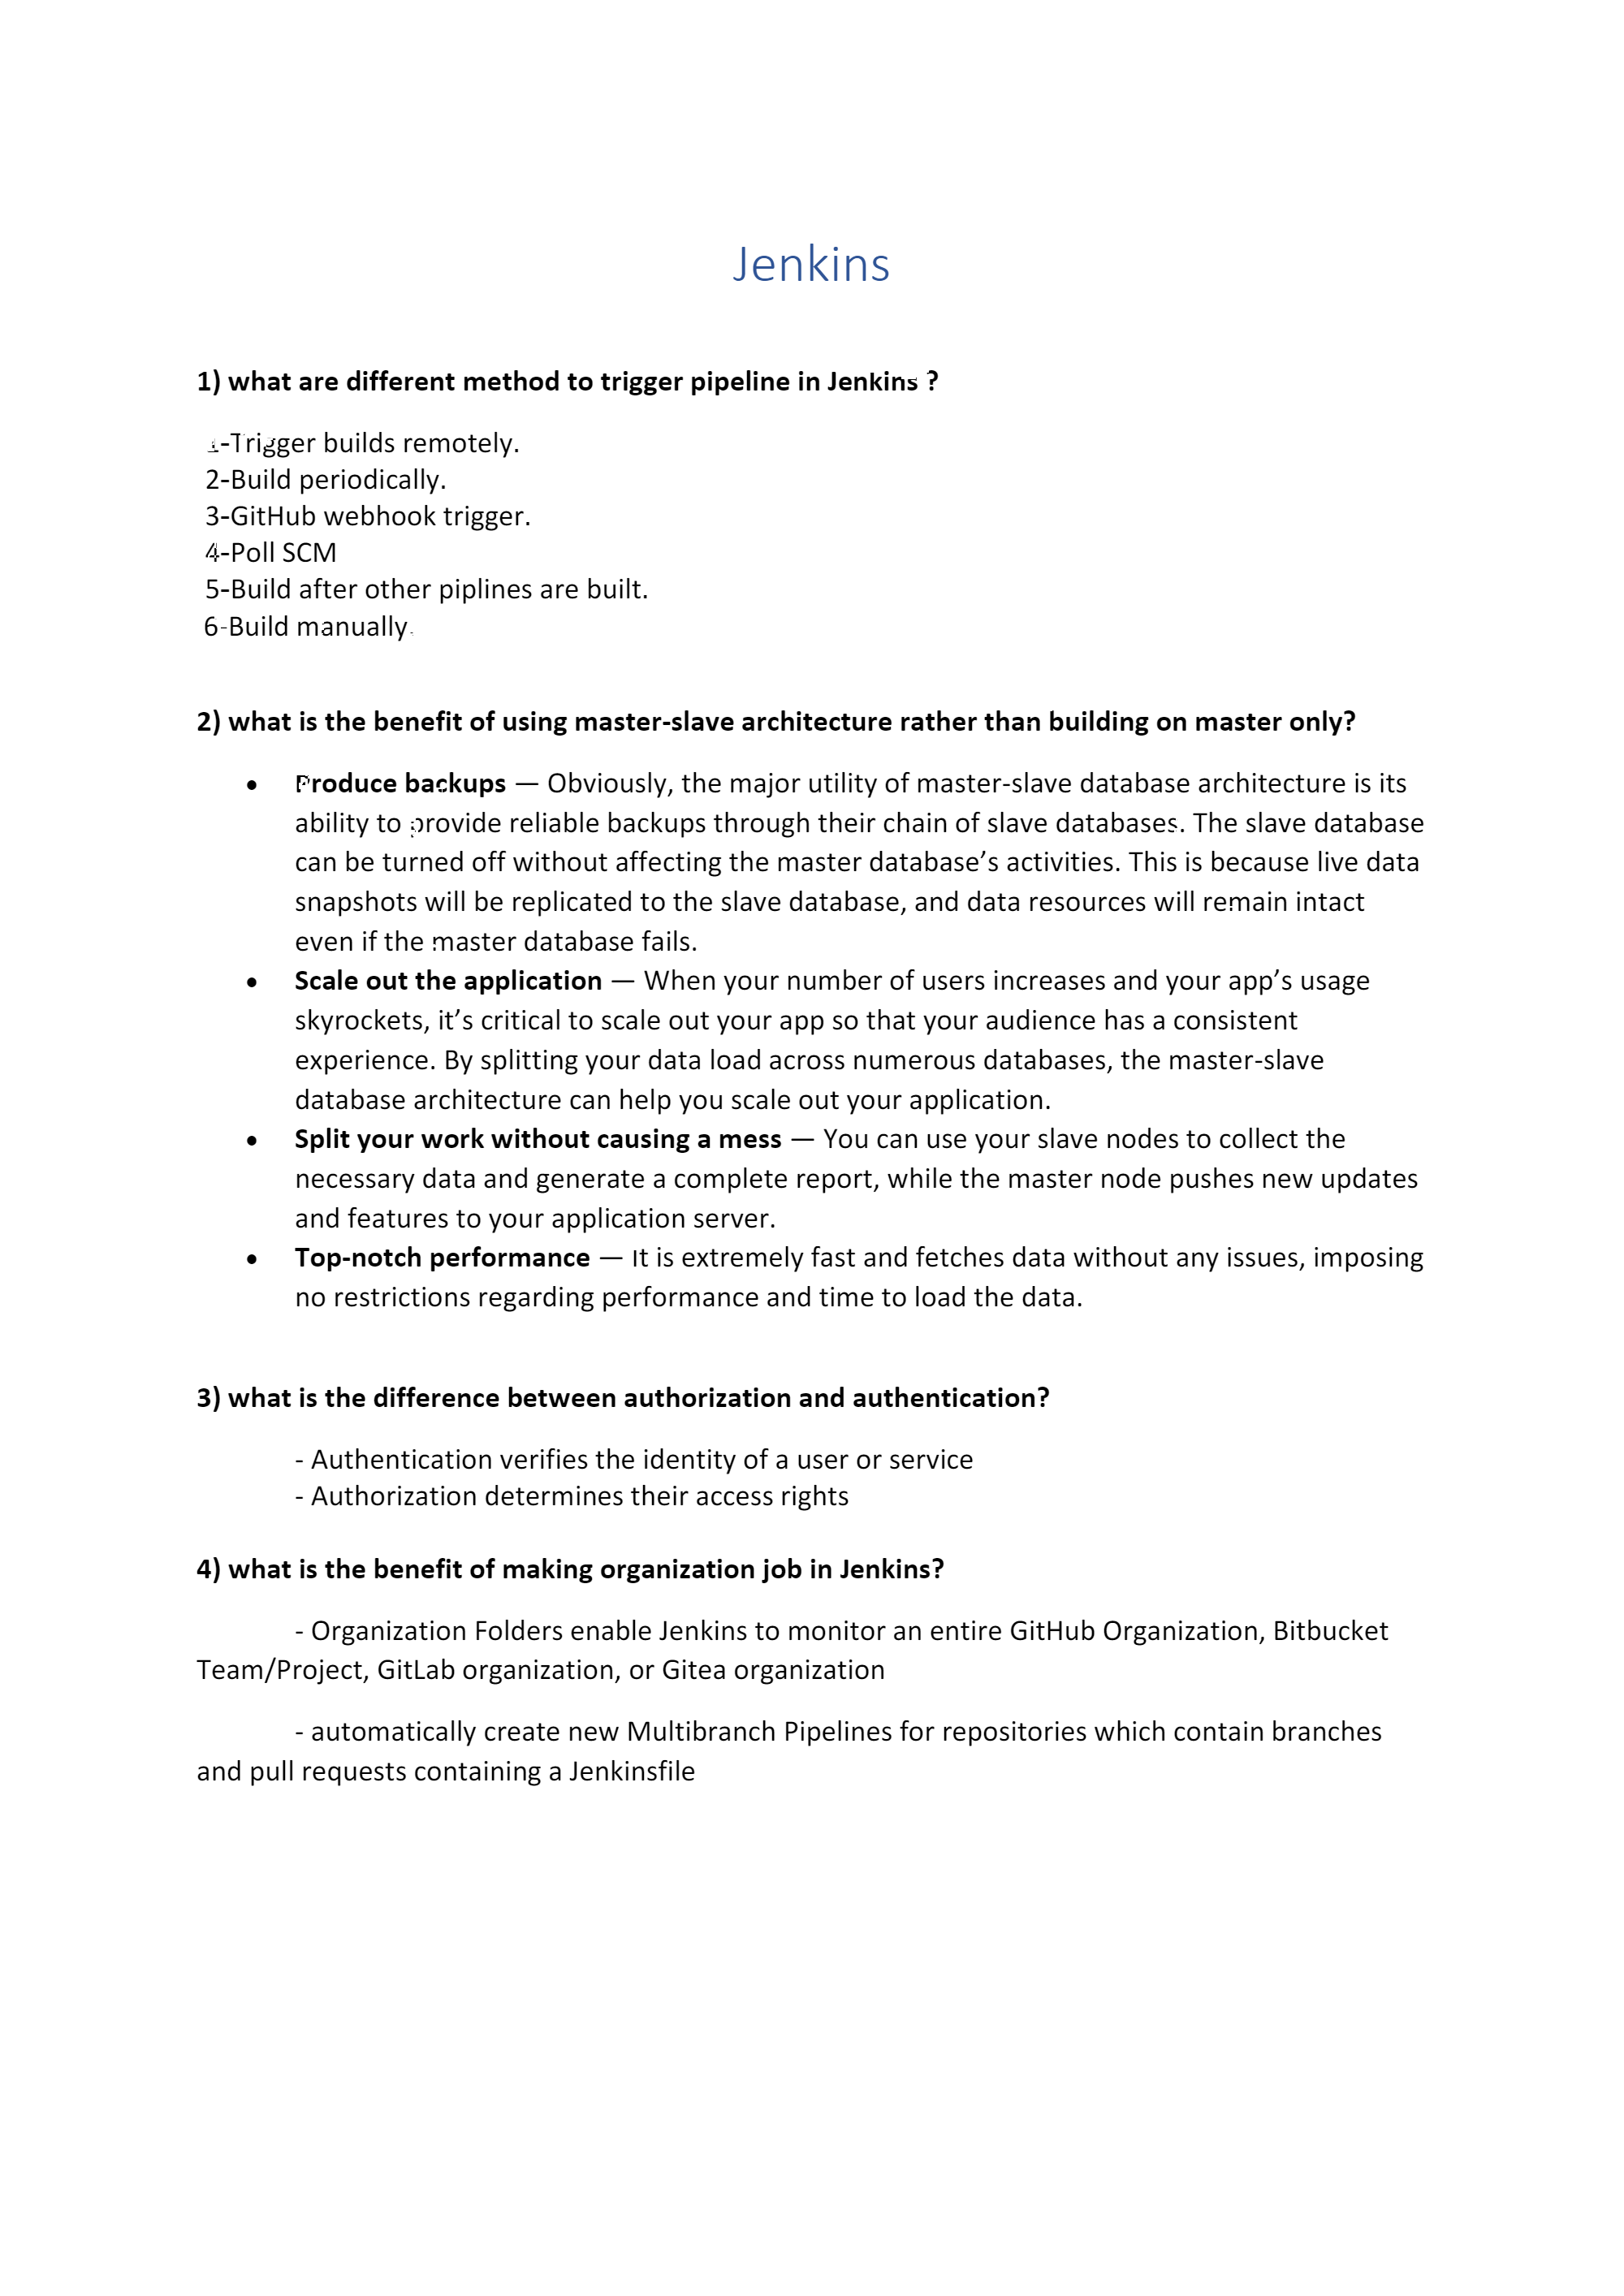 Jenkins
1) what are different method to trigger pipeline in Jenkins ?
1-Trigger builds remotely.
2-Build periodically.
3-GitHub webhook trigger.
4-Poll SCM
5-Build after other piplines are built.
6-Build manually.
2) what is the benefit of using master-slave architecture rather than building on master only?
• Produce backups — Obviously, the major utility of master-slave database architecture is its
ability to provide reliable backups through their chain of slave databases. The slave database
can be turned off without affecting the master database’s activities. This is because live data
snapshots will be replicated to the slave database, and data resources will remain intact
even if the master database fails.
• Scale out the application — When your number of users increases and your app’s usage
skyrockets, it’s critical to scale out your app so that your audience has a consistent
experience. By splitting your data load across numerous databases, the master-slave
database architecture can help you scale out your application.
• Split your work without causing a mess — You can use your slave nodes to collect the
necessary data and generate a complete report, while the master node pushes new updates
and features to your application server.
• Top-notch performance — It is extremely fast and fetches data without any issues, imposing
no restrictions regarding performance and time to load the data.
3) what is the difference between authorization and authentication?
- Authentication verifies the identity of a user or service
- Authorization determines their access rights
4) what is the benefit of making organization job in Jenkins?
- Organization Folders enable Jenkins to monitor an entire GitHub Organization, Bitbucket
Team/Project, GitLab organization, or Gitea organization
- automatically create new Multibranch Pipelines for repositories which contain branches
and pull requests containing a Jenkinsfile